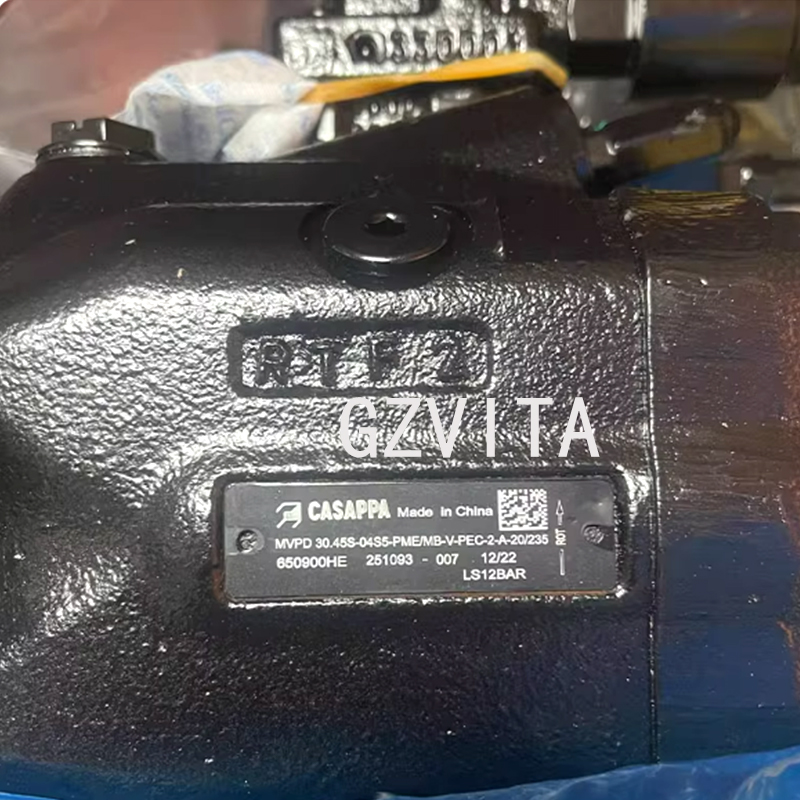 RTF2
GZVITA
CASAPPA Made in China
MVPD 30.45S-04S5-PME/MB-V-PEC-2-A-20/235
650900HE 251093 - 007 12/22
LS12BAR
ROT